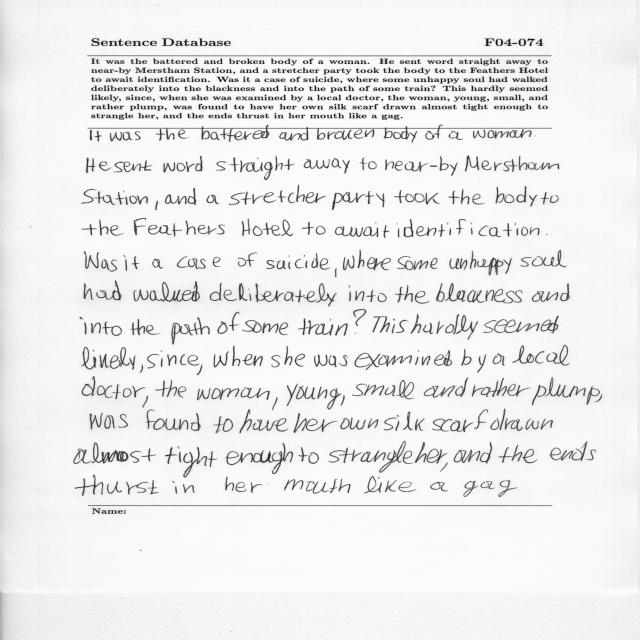 Sentence Database F04-074
It was the battered and broken body of a woman. He sent word straight away to
near-by Merstham Station, and a stretcher party took the body to the Feathers Hotel
to await identification. Was it a case of suicide, where some unhappy soul had walked
deliberately into the blackness and into the path of some train? This hardly seemed
likely, since, when she was examined by a local doctor, the woman, young, small, and
rather plump, was found to have her own silk scarf drawn almost tight enough to
strangle her, and the ends thrust in her mouth like a gag.
It was the battered and broken body of a woman.
He sent word straight away to near-by Merstham
Station, and a stretcher party took the body to
the Feathers Hotel to await identification.
Was it a case of suicide, where some unhappy soul
had walked deliberately into the blackness and
into the path of some train? This hardly seemed
likely, since, when she was examined by a local
doctor, the woman, young, small and rather plump,
was found to have her own silk scarf drawn
almost tight enough to strangle her, and the ends
thurst in her mouth like a gag
Name: